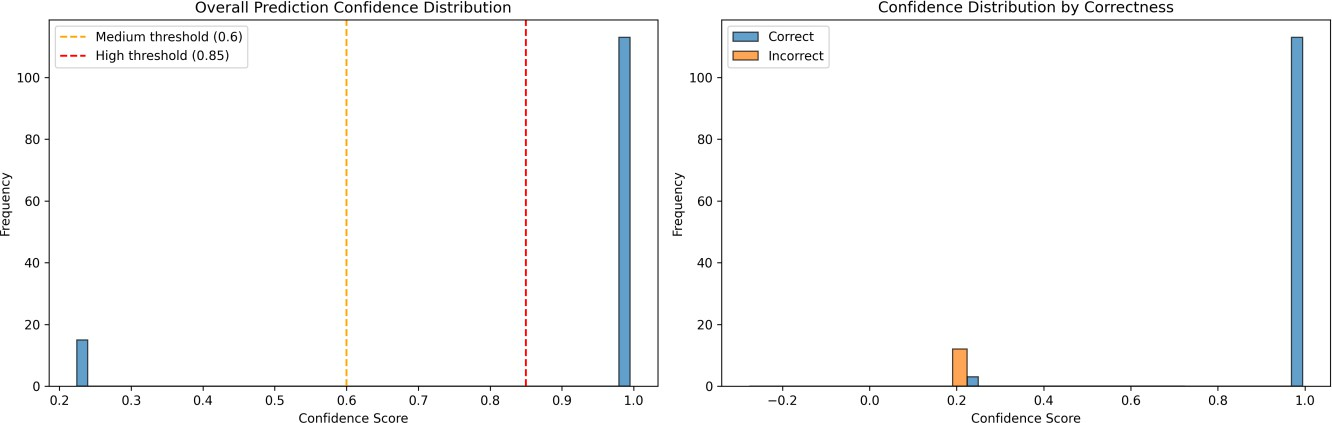 Overall Prediction Confidence Distribution
Medium threshold (0.6)
High threshold (0.85)
Frequency
0
20
40
60
80
100
0.2 0.3 0.4 0.5 0.6 0.7 0.8 0.9 1.0
Confidence Score
Confidence Distribution by Correctness
Correct
Incorrect
Frequency
0
20
40
60
80
100
−0.2 0.0 0.2 0.4 0.6 0.8 1.0
Confidence Score